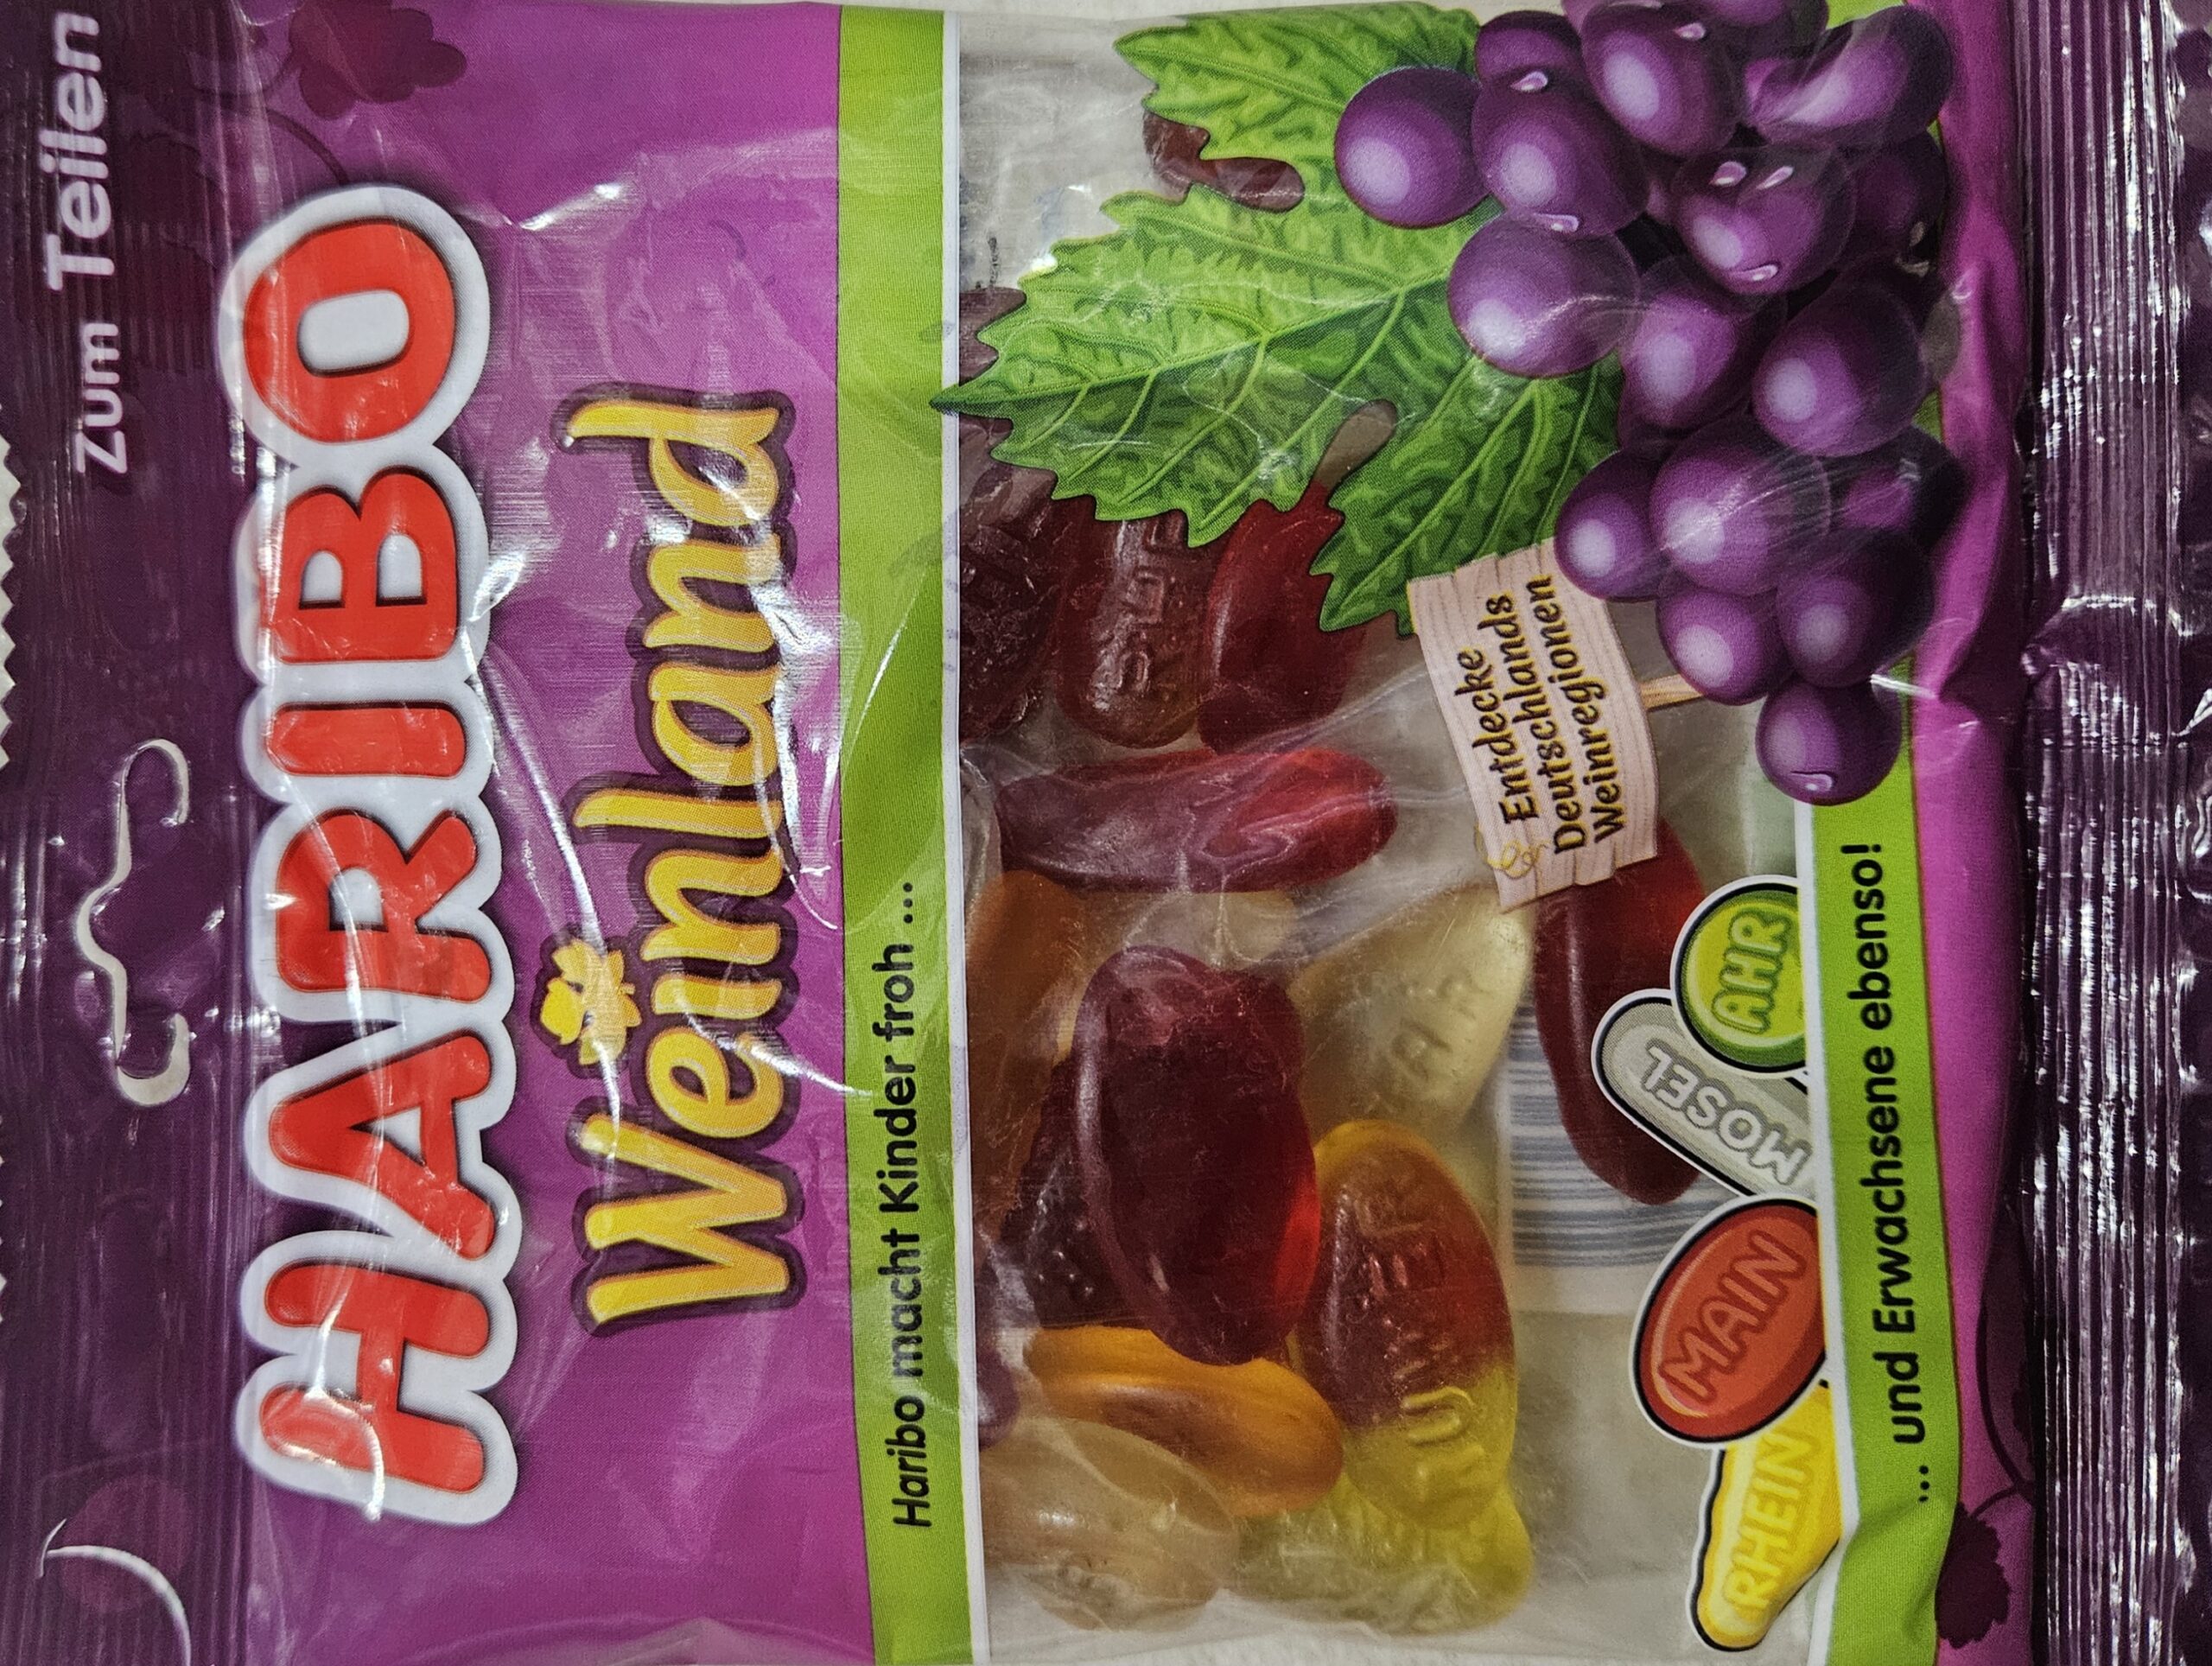 zum Teilen
HARIBO
Weinland
Haribo macht Kinder froh ...
Entdecke
Deutschlands
Weinregionen
AHR
MOSEL
MAIN
RHEIN
... und Erwachsene ebenso!